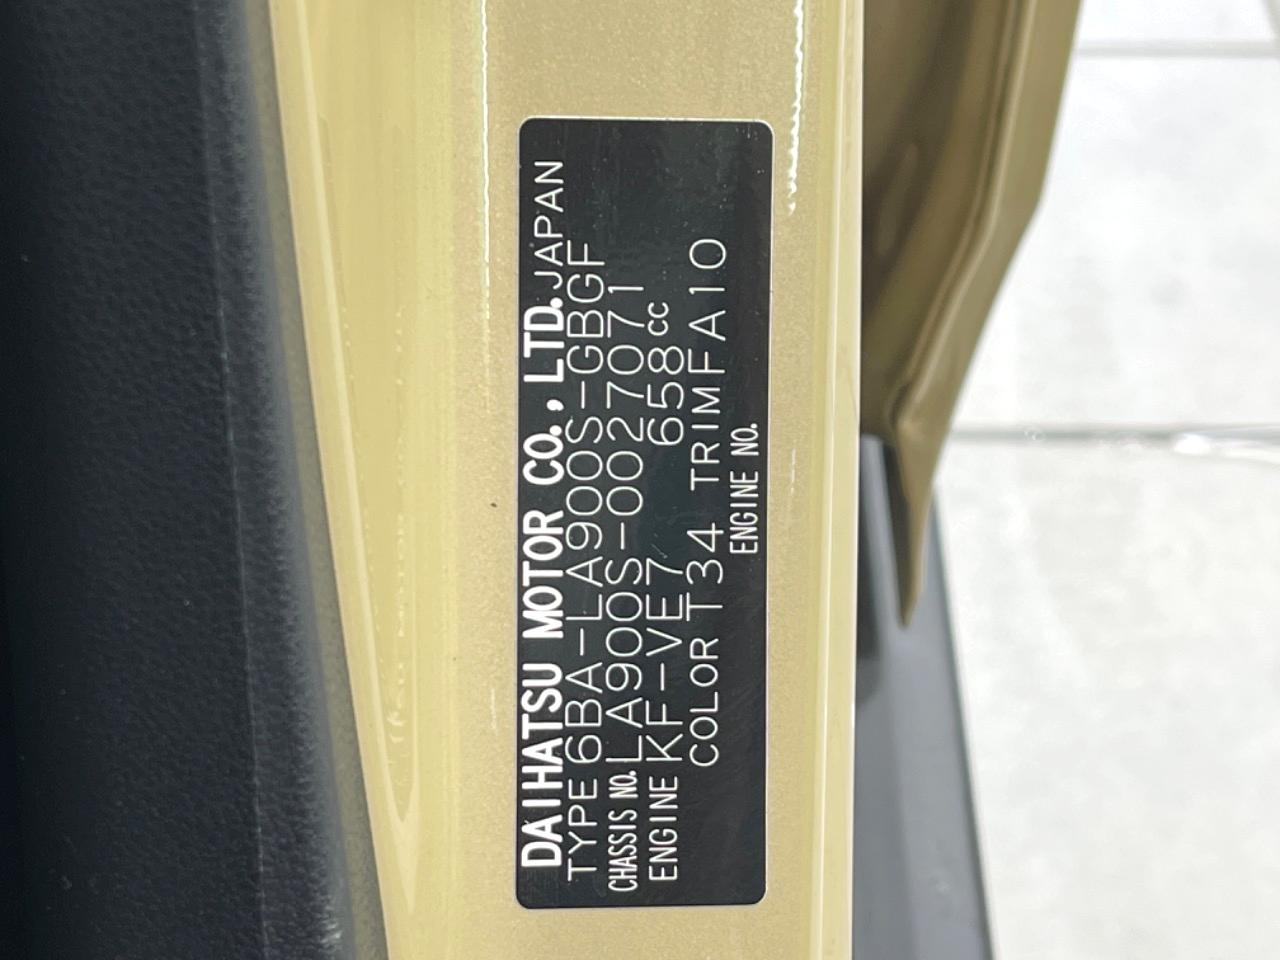 DAIHATSU MOTOR CO., LTD. JAPAN
TYPE 6BA-LA900S-GBGF
CHASSIS NO. LA900S-0027071
ENGINE KF-VE7 658cc
COLOR T34 TRIM FA10
ENGINE NO.